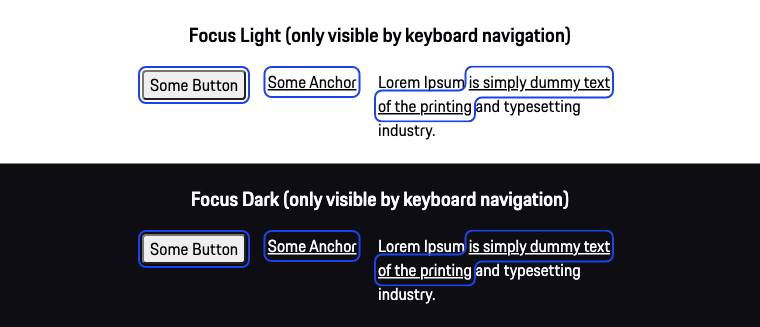 Focus Light (only visible by keyboard navigation)
Some Button
Some Anchor
Lorem Ipsum is simply dummy text
of the printing and typesetting
industry.
Focus Dark (only visible by keyboard navigation)
Some Button
Some Anchor
Lorem Ipsum is simply dummy text
of the printing and typesetting
industry.